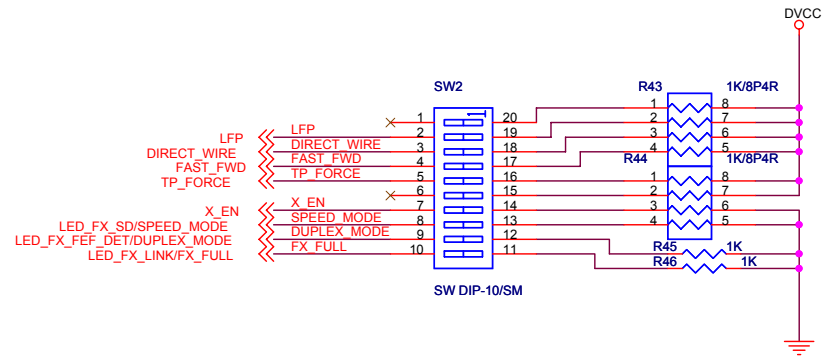 DVCC
SW2
R43 1K/8P4R
1 20 1 8
LFP LFP 2 19 2 7
DIRECT_WIRE DIRECT_WIRE 3 18 3 6
FAST_FWD FAST_FWD 4 17 4 5
R44 1K/8P4R
TP_FORCE TP_FORCE 5 16 1 8
6 15 2 7
X_EN X_EN 7 14 3 6
LED_FX_SD/SPEED_MODE SPEED_MODE 8 13 4 5
LED_FX_FEF_DET/DUPLEX_MODE DUPLEX_MODE 9 12
R45 1K
LED_FX_LINK/FX_FULL FX_FULL 10 11
R46 1K
SW DIP-10/SM
1